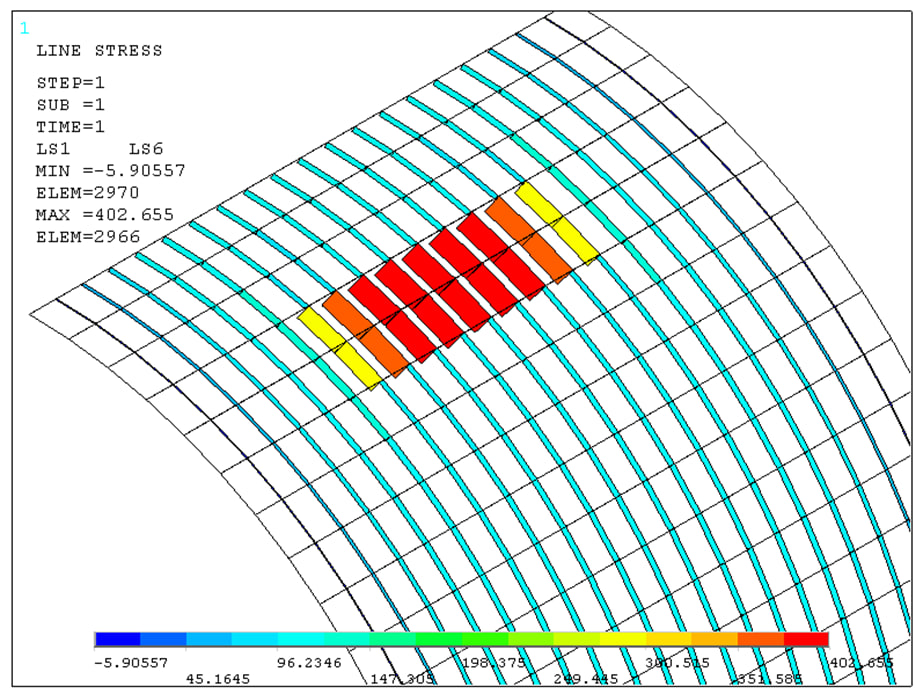 1
LINE STRESS
STEP=1
SUB =1
TIME=1
LS1 LS6
MIN =-5.90557
ELEM=2970
MAX =402.655
ELEM=2966
-5.90557 96.2346 198.375 300.515 402.655
45.1645 147.305 249.445 351.585